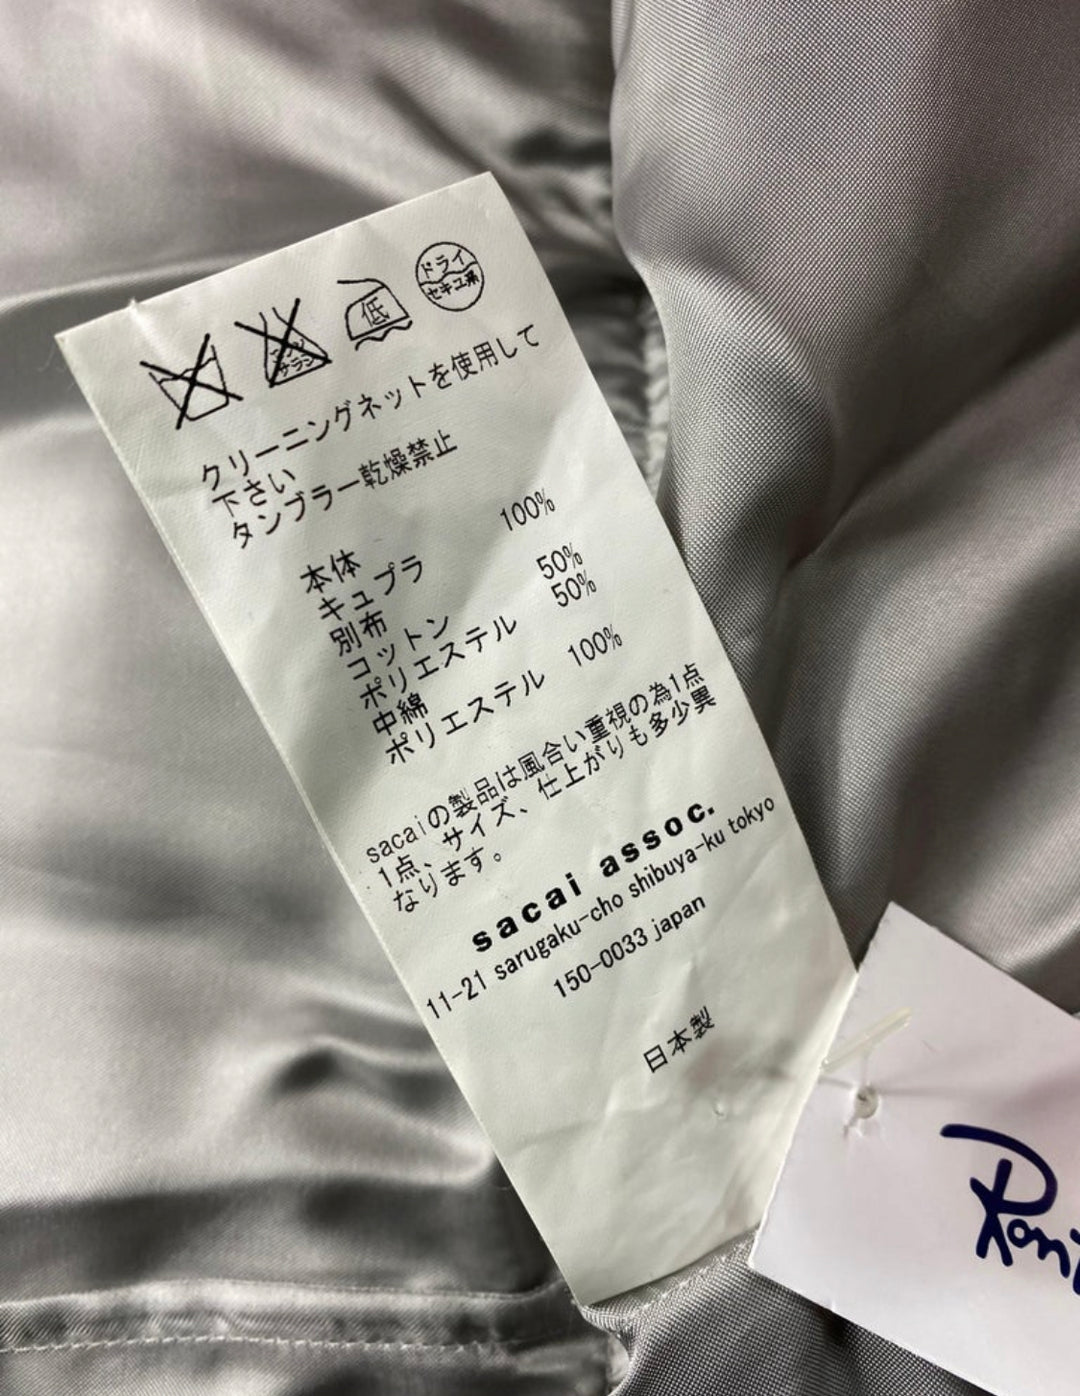 低
ドライ
セキユ系
クリーニングネットを使用して
下さい
タンブラー乾燥禁止
本体
キュプラ 100%
別布
コットン 50%
ポリエステル 50%
中綿
ポリエステル 100%
sacaiの製品は風合い重視の為1点
1点、サイズ、仕上がりも多少異
なります。
sacai assoc.
11-21 sarugaku-cho shibuya-ku tokyo
150-0033 japan
日本製